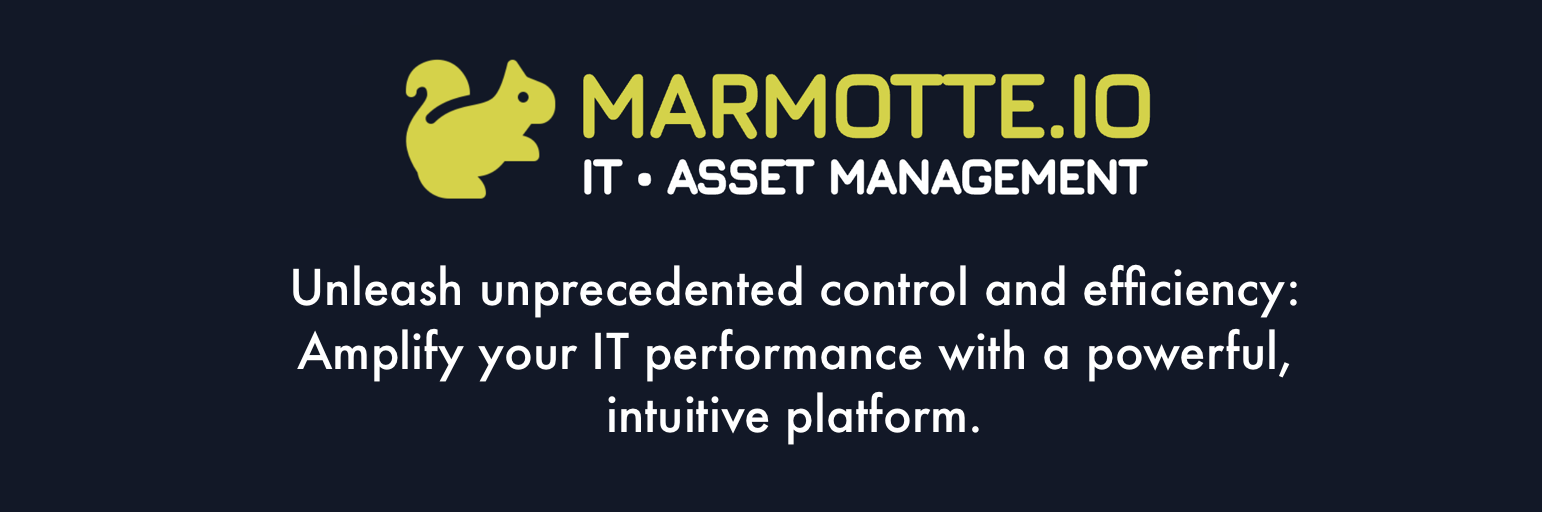 MARMOTTE.IO
IT • ASSET MANAGEMENT
Unleash unprecedented control and efficiency:
Amplify your IT performance with a powerful,
intuitive platform.